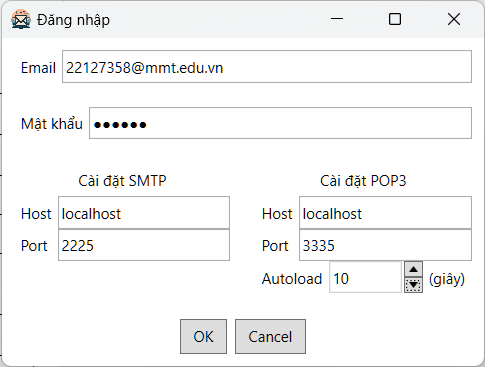 Đăng nhập
Email 22127358@mmt.edu.vn
Mật khẩu ●●●●●●
Cài đặt SMTP Cài đặt POP3
Host localhost Host localhost
Port 2225 Port 3335
Autoload 10 (giây)
OK Cancel